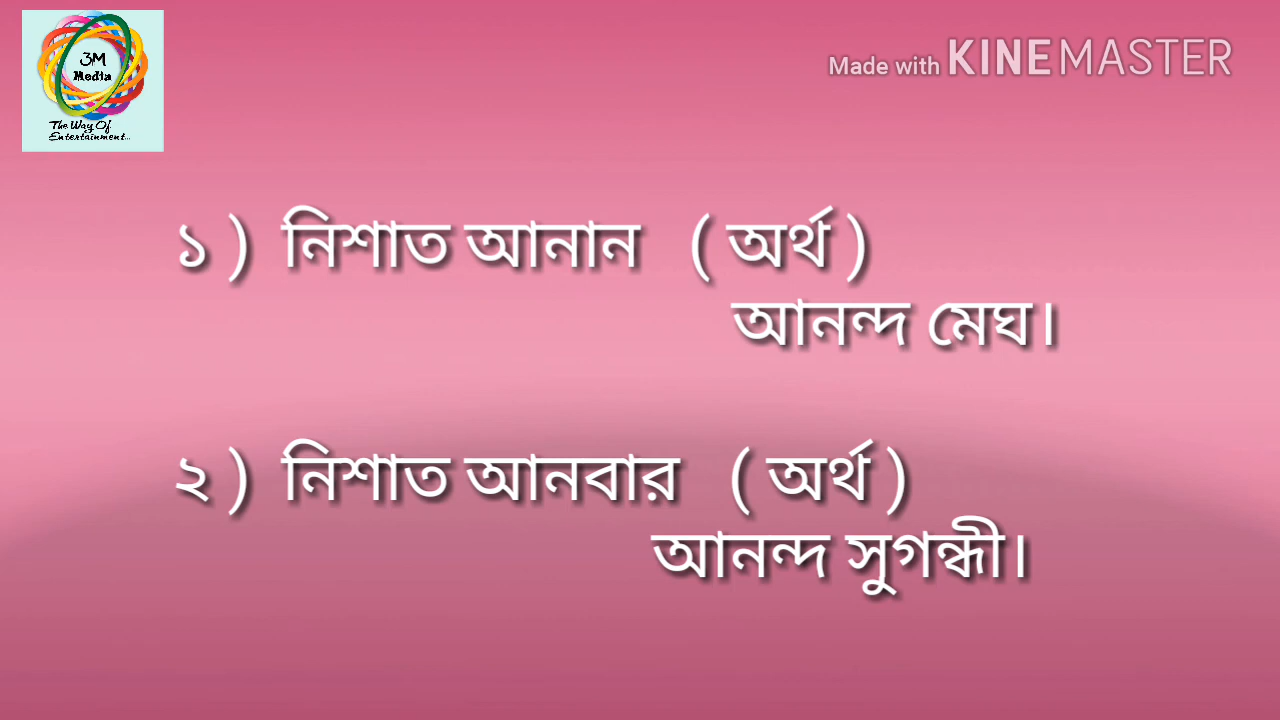 3M
Media
The Way Of
Entertainment...
Made with KINEMASTER
১ ) নিশাত আনান ( অর্থ )
আনন্দ মেঘ।
২ ) নিশাত আনবার ( অর্থ )
আনন্দ সুগন্ধী।